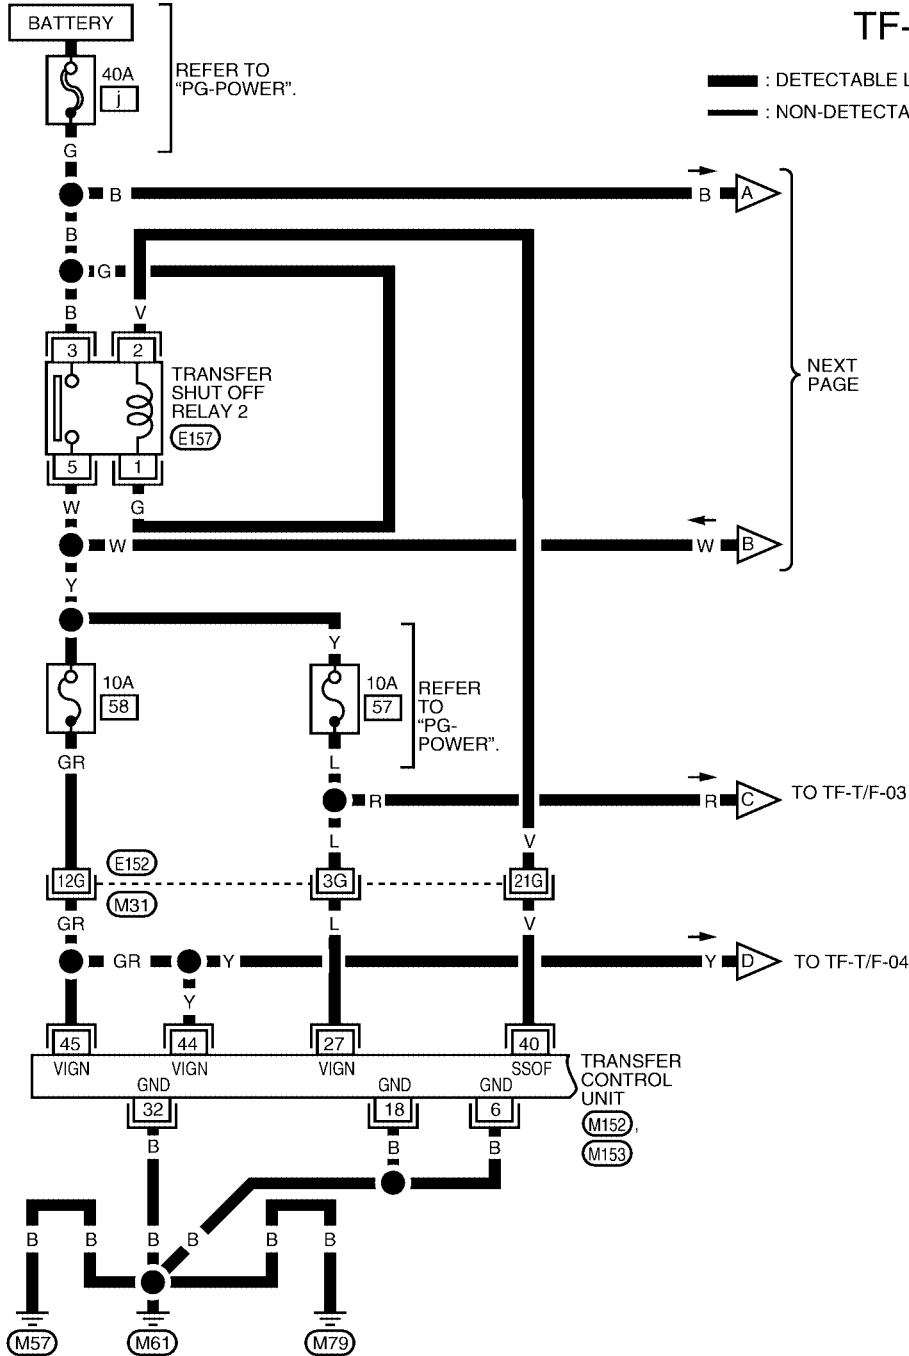 BATTERY
TF-
40A
j
REFER TO
"PG-POWER".
: DETECTABLE L
: NON-DETECTA
G
B
B
A
B
G
B
V
3
2
TRANSFER
SHUT OFF
RELAY 2
E157
NEXT
PAGE
5
1
W
G
W
W
B
Y
Y
10A
58
10A
57
REFER
TO
"PG-
POWER".
GR
L
R
R
C
TO TF-T/F-03
L
V
E152
12G
3G
21G
M31
GR
L
V
GR
Y
Y
D
TO TF-T/F-04
Y
45
44
27
40
VIGN
VIGN
VIGN
SSOF
GND
GND
GND
TRANSFER
CONTROL
UNIT
M152,
M153
32
18
6
B
B
B
B
B
B
B
B
B
M57
M61
M79